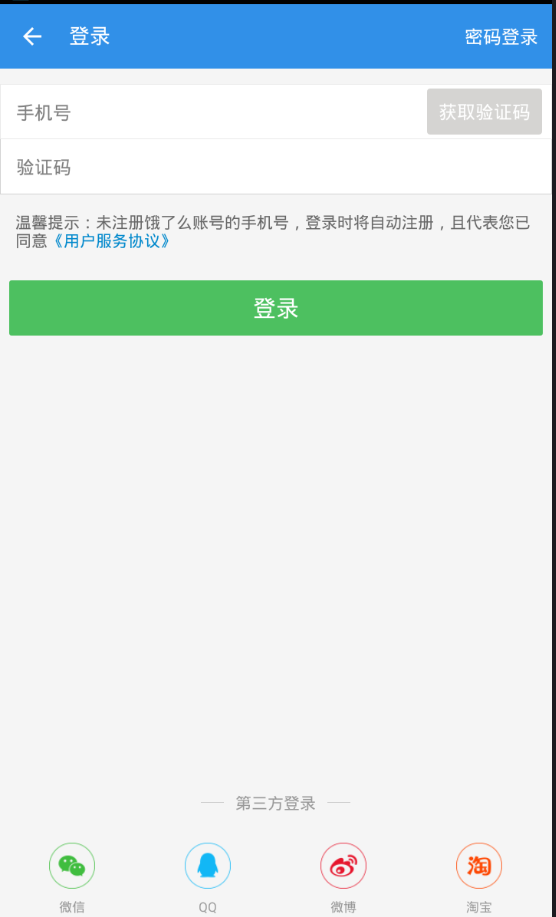 登录
密码登录
手机号
获取验证码
验证码
温馨提示：未注册饿了么账号的手机号，登录时将自动注册，且代表您已
同意《用户服务协议》
登录
第三方登录
淘
微信
QQ
微博
淘宝